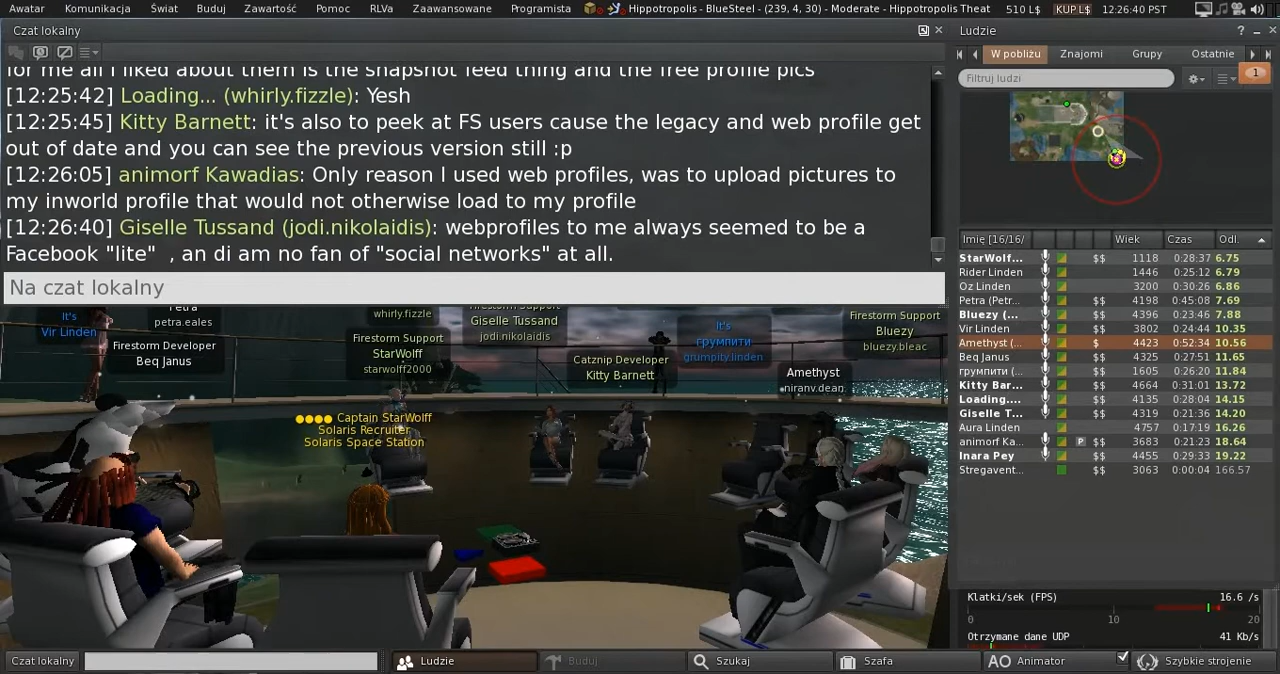 Awatar Komunikacja Świat Buduj Zawartość Pomoc RLVa Zaawansowane Programista Hippotropolis - BlueSteel - (239, 4, 30) - Moderate - Hippotropolis Theat 510 L$ KUP L$ 12:26:40 PST
Czat lokalny
for me all I liked about them is the snapshot feed thing and the free profile pics
[12:25:42] Loading... (whirly.fizzle): Yesh
[12:25:45] Kitty Barnett: it's also to peek at FS users cause the legacy and web profile get
out of date and you can see the previous version still :p
[12:26:05] animorf Kawadias: Only reason I used web profiles, was to upload pictures to
my inworld profile that would not otherwise load to my profile
[12:26:40] Giselle Tussand (jodi.nikolaidis): webprofiles to me always seemed to be a
Facebook "lite" , an di am no fan of "social networks" at all.
Na czat lokalny
It's
Vir Linden
Petra
petra.eales
Firestorm Developer
Beq Janus
whirly.fizzle
Firestorm Support
StarWolff
starwolff2000
Firestorm Support
Giselle Tussand
jodi.nikolaidis
Catznip Developer
Kitty Barnett
It's
грумпити
grumpity.linden
Amethyst
nirany.dean
Firestorm Support
Bluezy
bluezy.bleac
Captain StarWolff
Solaris Recruiter
Solaris Space Station
Ludzie ?
W pobliżu Znajomi Grupy Ostatnie
Filtruj ludzi
1
Imię [16/16/ Wiek Czas Odl.
StarWolf... $$ 1118 0:28:37 6.75
Rider Linden 1446 0:25:12 6.79
Oz Linden 3200 0:30:26 6.86
Petra (Petr... $$ 4198 0:45:08 7.69
Bluezy (... $$ 4396 0:23:46 7.88
Vir Linden 3802 0:24:44 10.35
Amethyst (... $ 4423 0:52:34 10.56
Beq Janus $$ 4325 0:27:51 11.65
грумпити (... $$ 1605 0:26:20 11.84
Kitty Bar... $$ 4664 0:31:01 13.72
Loading.... $$ 4135 0:28:04 14.15
Giselle T... $$ 4319 0:21:36 14.20
Aura Linden 4757 0:17:19 16.26
animorf Ka... P $$ 3683 0:21:23 18.64
Inara Pey $$ 4455 0:29:33 19.22
Stregavent... $$ 3063 0:00:04 166.57
Klatki/sek (FPS) 16.6 /s
0 10 20
Otrzymane dane UDP 41 Kb/s
Czat lokalny Ludzie Buduj Szukaj Szafa AO Animator Szybkie strojenie